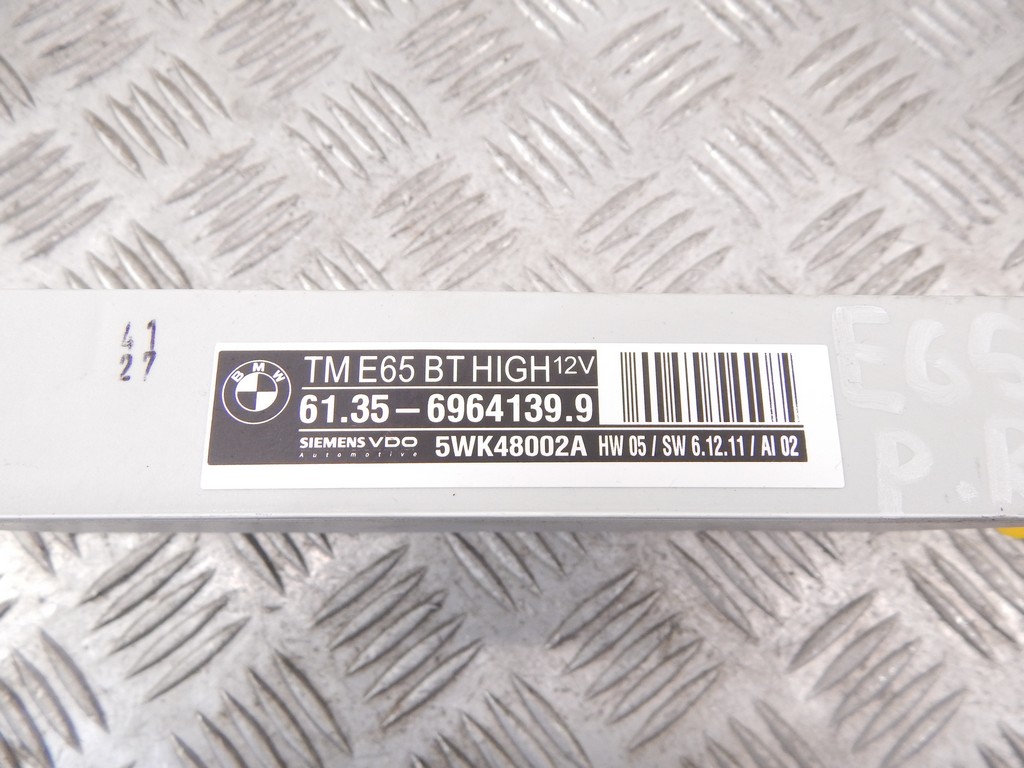 41
27
BMW
TM E65 BT HIGH 12V
61.35 – 6964139.9
SIEMENS VDO
Automotive
5WK48002A HW 05 / SW 6.12.11 / AI 02
E65
P.